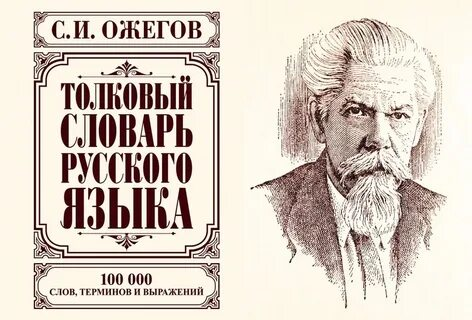 С.И. ОЖЕГОВ
ТОЛКОВЫЙ
СЛОВАРЬ
РУССКОГО
ЯЗЫКА
100 000
СЛОВ, ТЕРМИНОВ И ВЫРАЖЕНИЙ